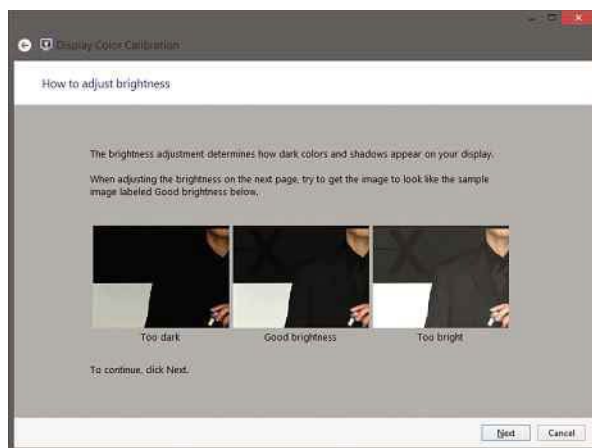 Display Color Calibration
How to adjust brightness
The brightness adjustment determines how dark colors and shadows appear on your display.
When adjusting the brightness on the next page, try to get the image to look like the sample
image labeled Good brightness below.
Too dark
Good brightness
Too bright
To continue, click Next.
Next
Cancel